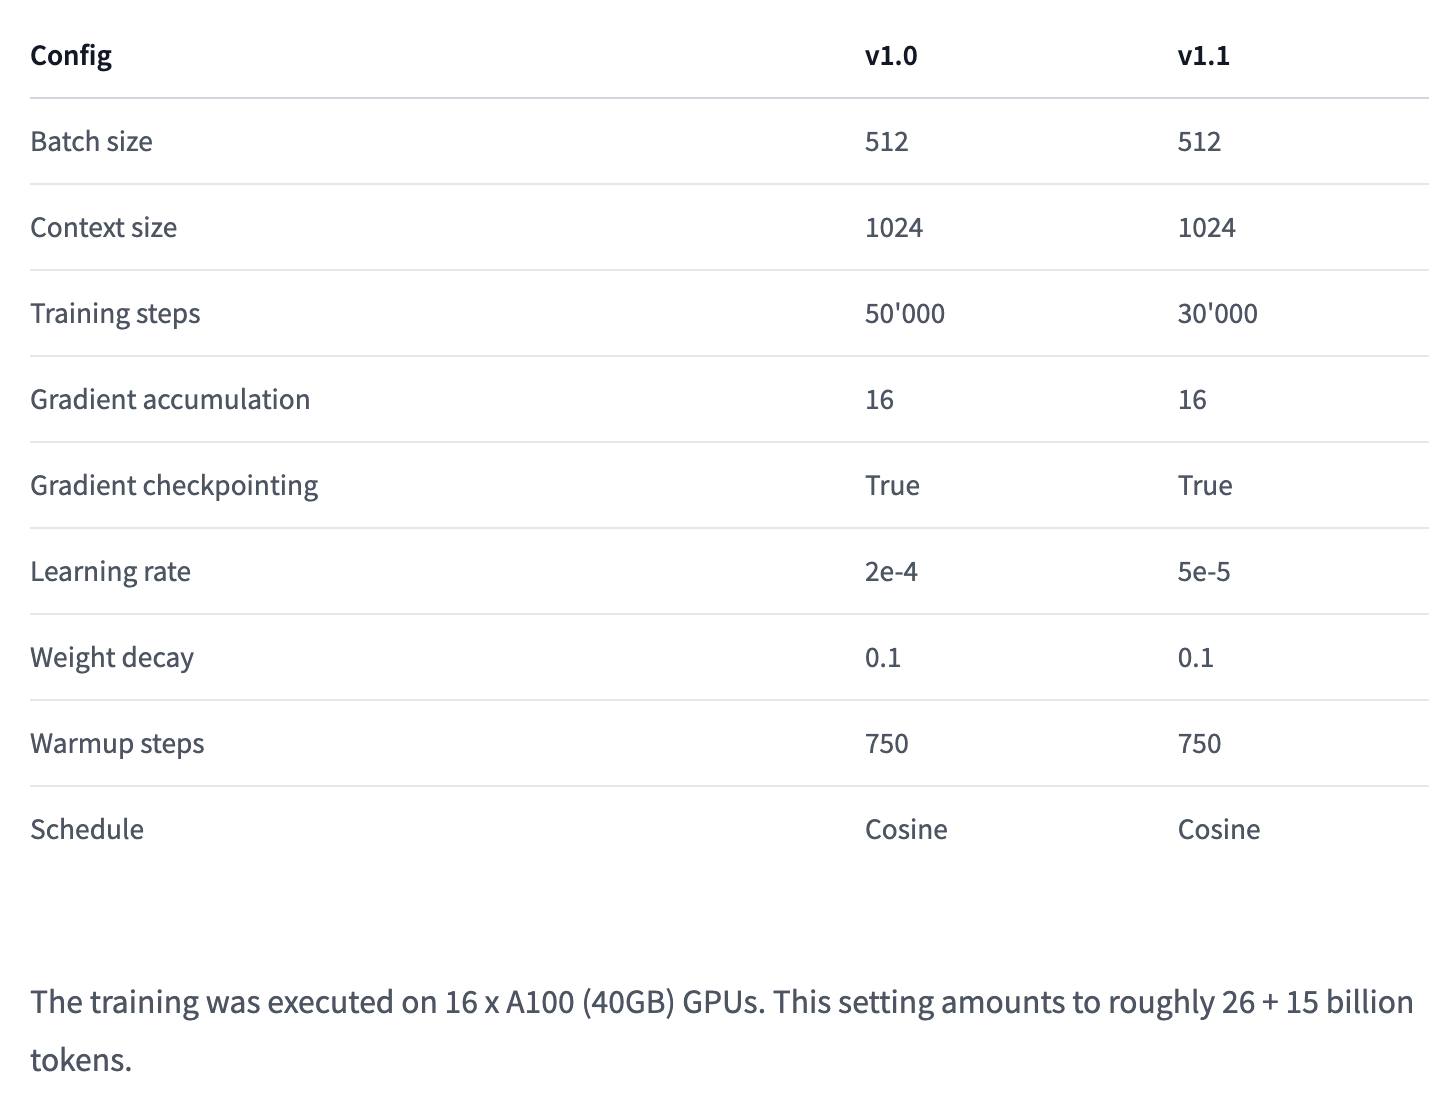 Config v1.0 v1.1
Batch size 512 512
Context size 1024 1024
Training steps 50'000 30'000
Gradient accumulation 16 16
Gradient checkpointing True True
Learning rate 2e-4 5e-5
Weight decay 0.1 0.1
Warmup steps 750 750
Schedule Cosine Cosine
The training was executed on 16 x A100 (40GB) GPUs. This setting amounts to roughly 26 + 15 billion
tokens.